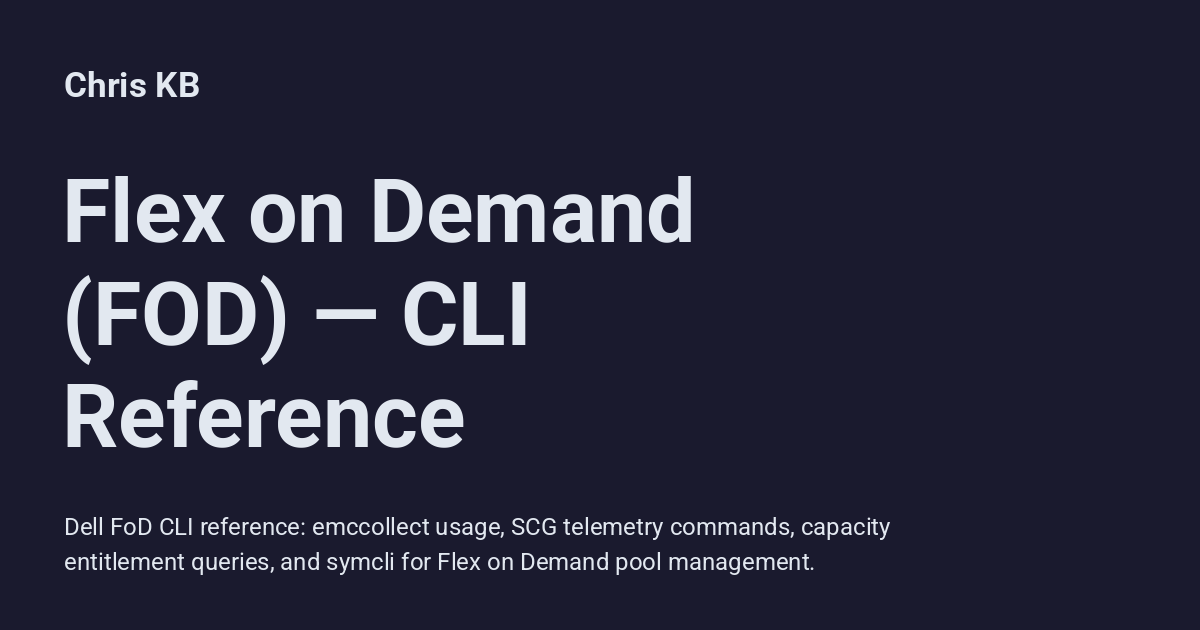 Chris KB
Flex on Demand
(FOD) — CLI
Reference
Dell FoD CLI reference: emccollect usage, SCG telemetry commands, capacity
entitlement queries, and symcli for Flex on Demand pool management.